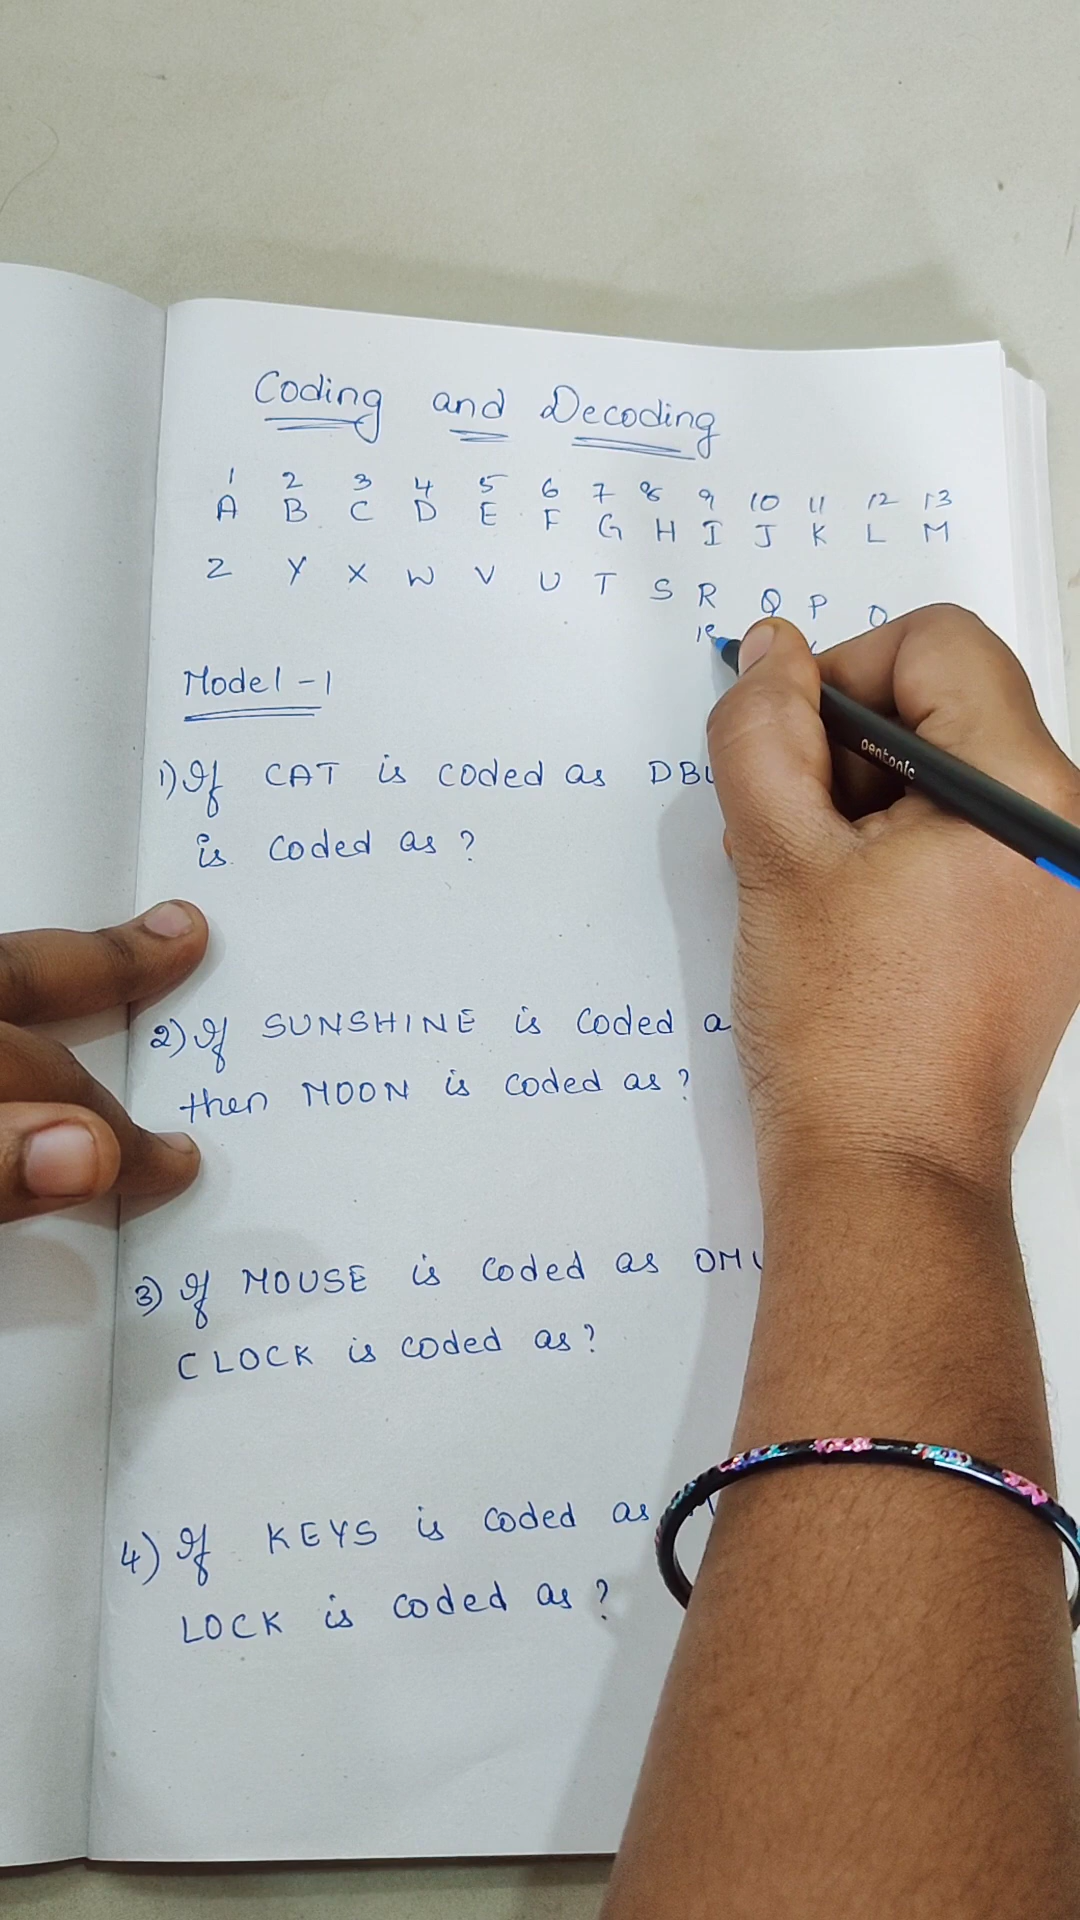 Coding and Decoding
1 2 3 4 5 6 7 8 9 10 11 12 13
A B C D E F G H I J K L M
Z Y X W V U T S R Q P O
18
Model-1
1) If CAT is coded as DBU
is coded as?
2) If SUNSHINE is coded a
then MOON is coded as?
3) If MOUSE is coded as OM
CLOCK is coded as?
4) If KEYS is coded as
LOCK is coded as?
pentonic